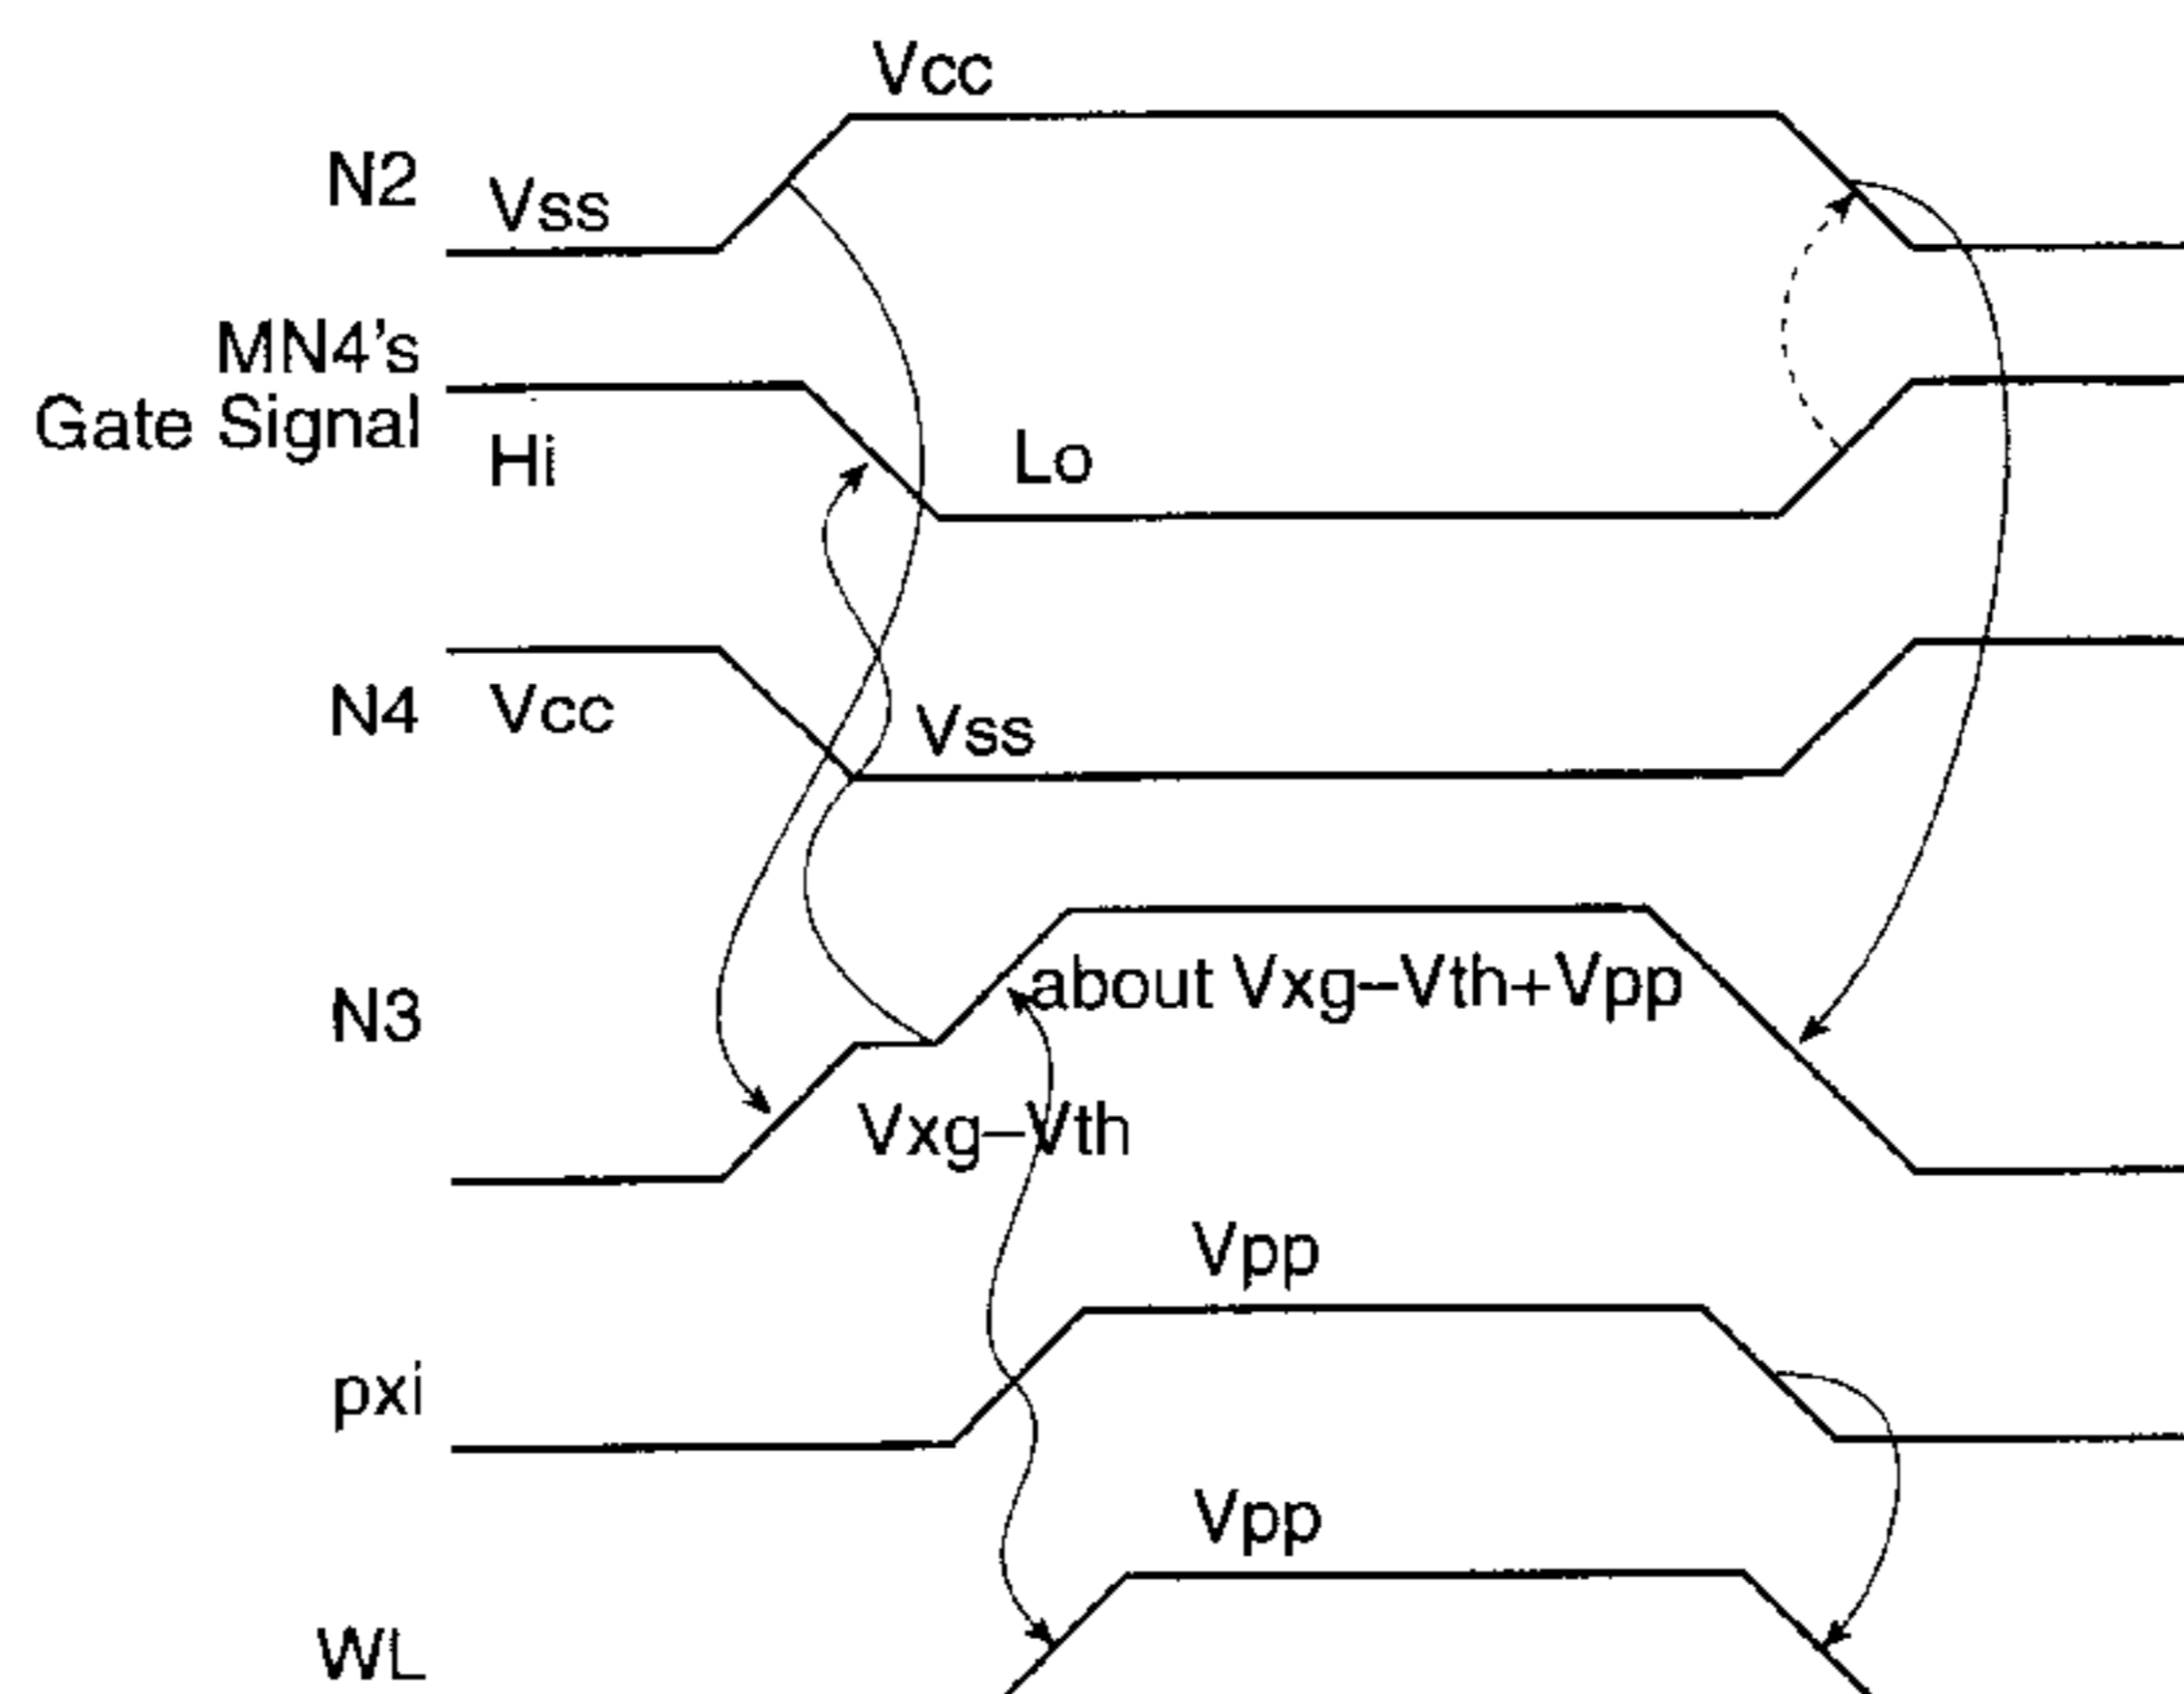 Vcc
N2 Vss
MN4's
Gate Signal
Hi Lo
N4 Vcc Vss
about Vxg–Vth+Vpp
N3
Vxg–Vth
Vpp
pxi
Vpp
WL